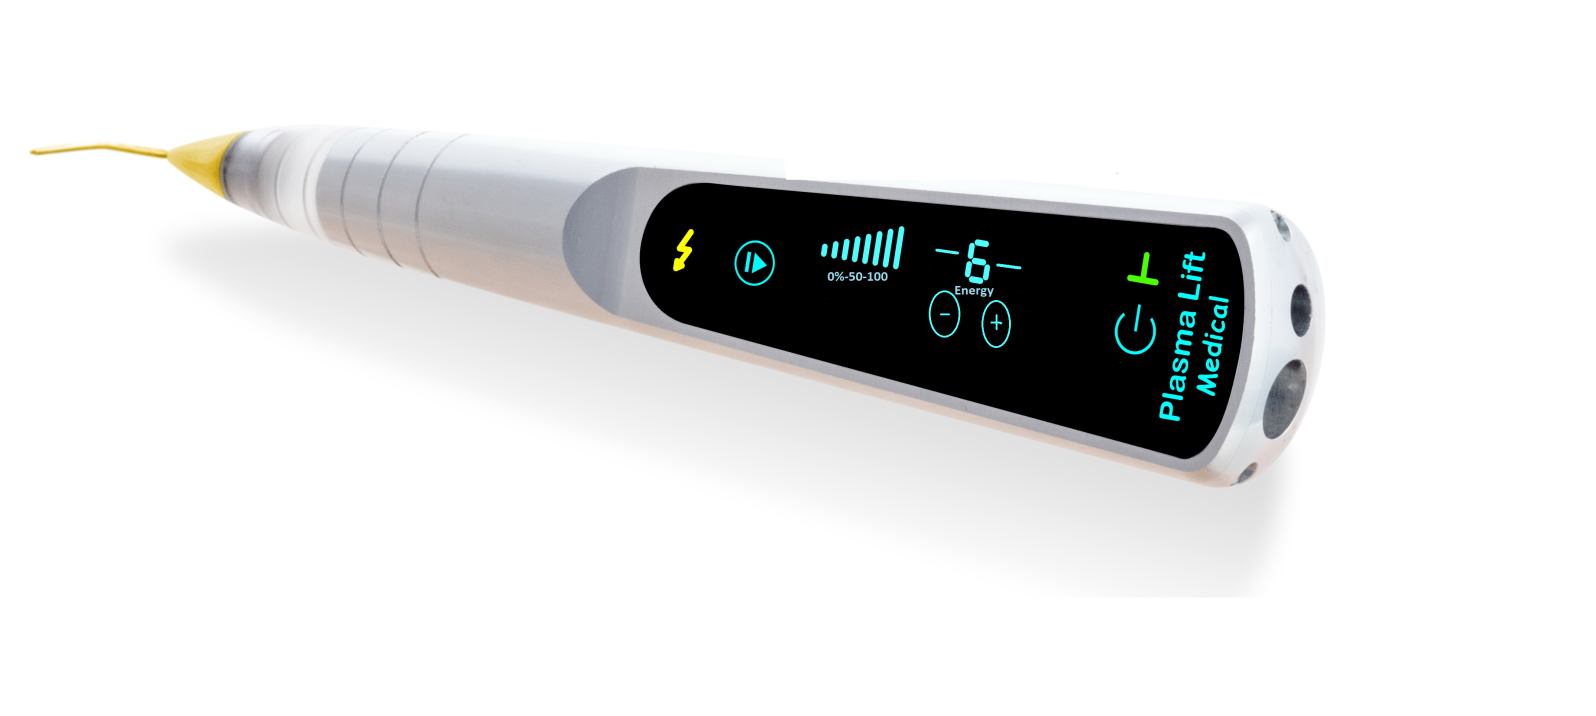 0%-50-100
-6-
Energy
- +
Plasma Lift
Medical